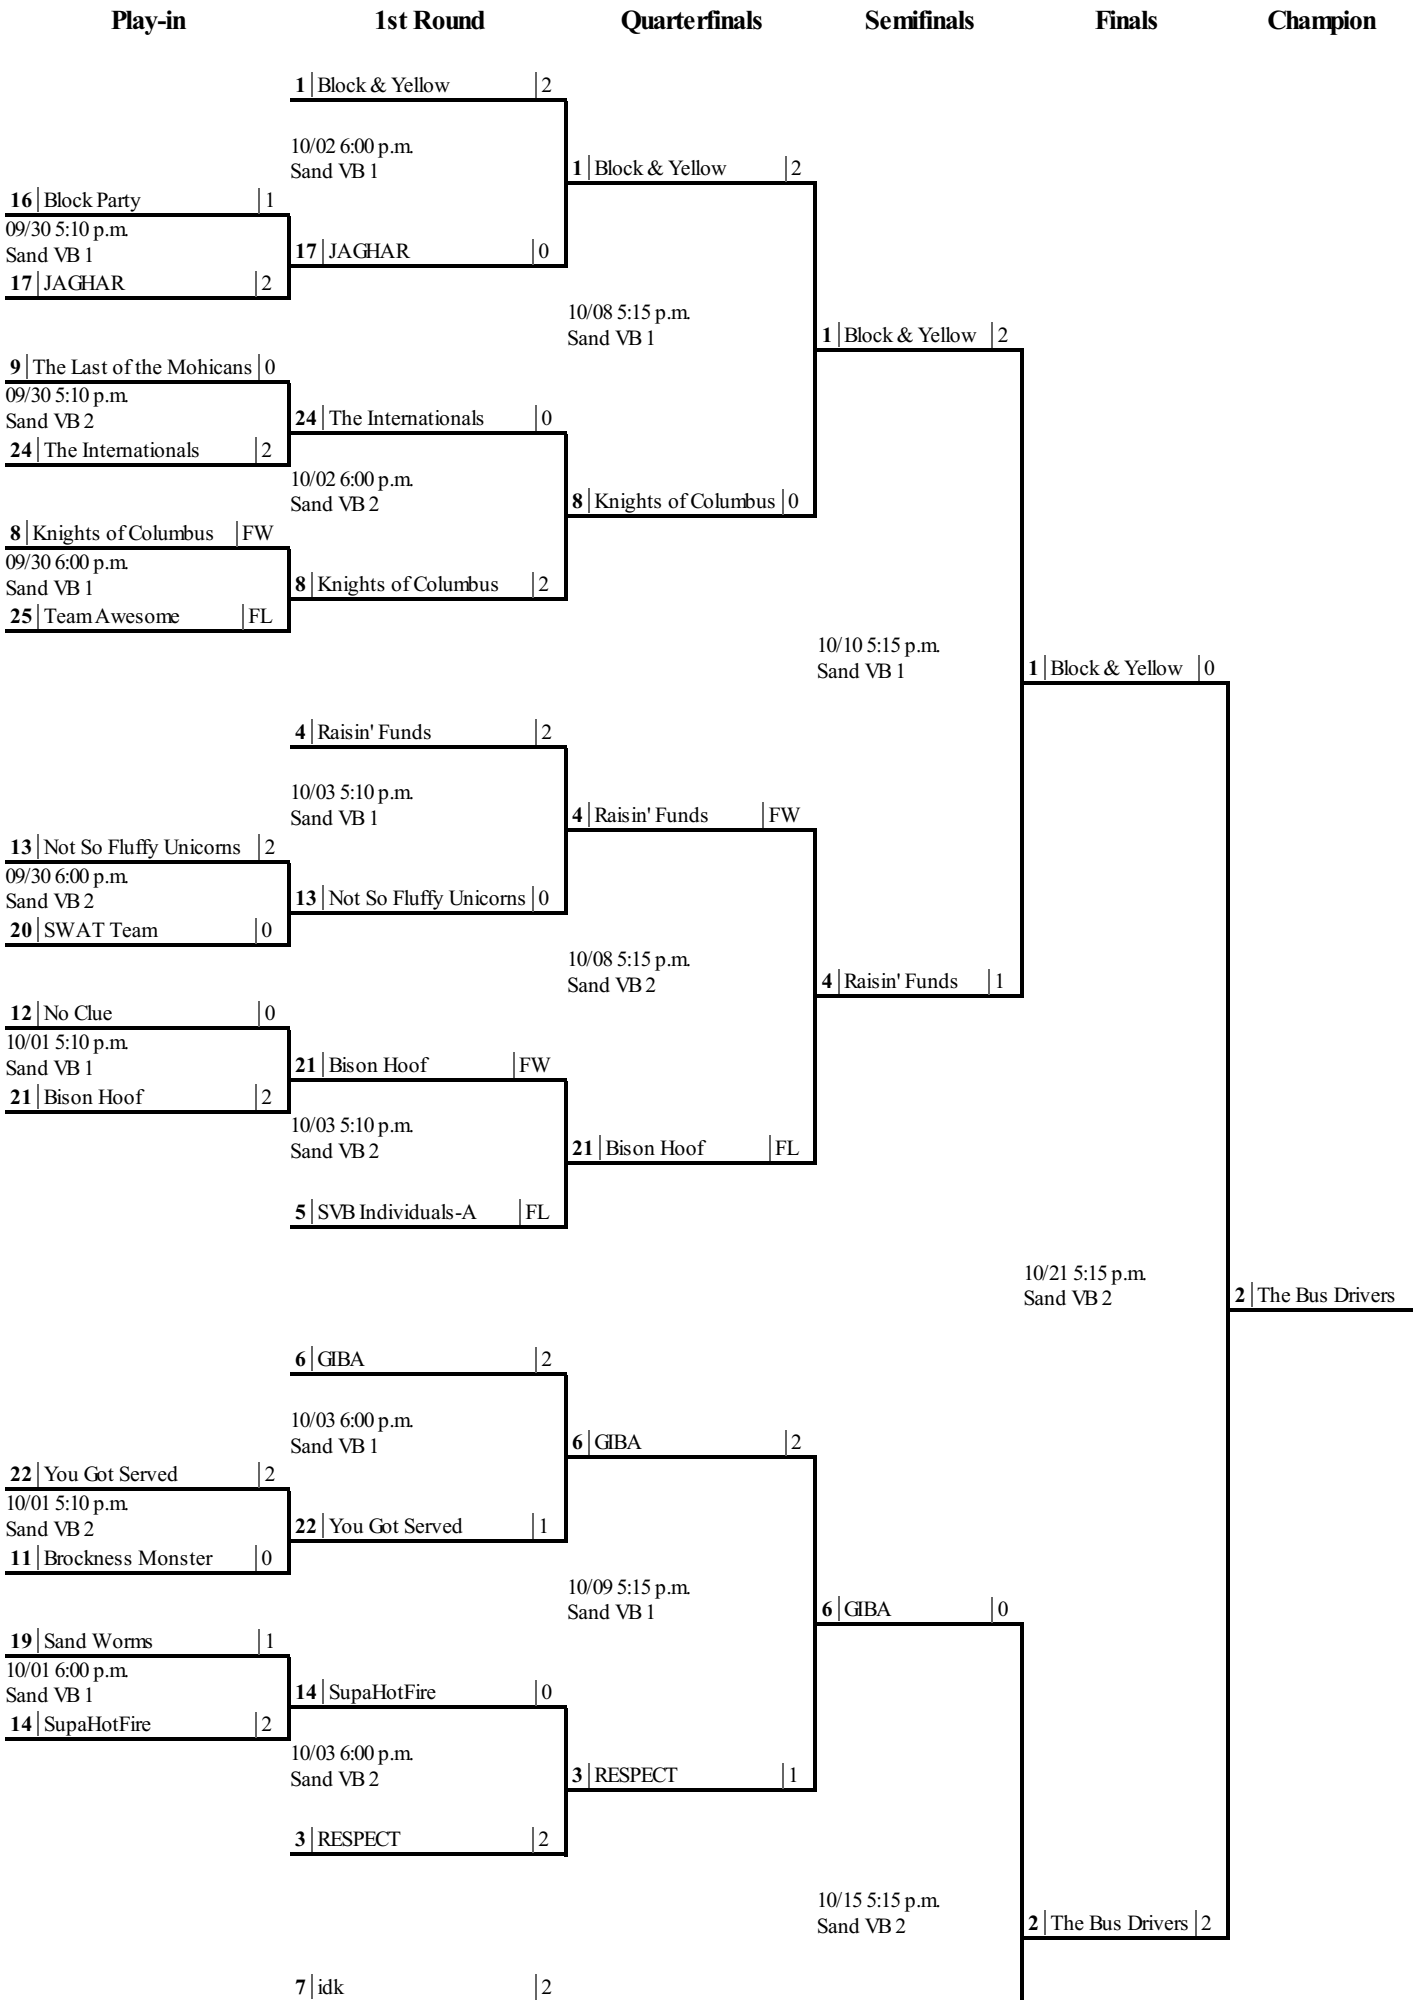 Play-in 1st Round Quarterfinals Semifinals Finals Champion
1 Block & Yellow 2
10/02 6:00 p.m.
Sand VB 1
1 Block & Yellow 2
16 Block Party 1
09/30 5:10 p.m.
Sand VB 1
17 JAGHAR 0
17 JAGHAR 2
10/08 5:15 p.m.
Sand VB 1
1 Block & Yellow 2
9 The Last of the Mohicans 0
09/30 5:10 p.m.
Sand VB 2
24 The Internationals 0
24 The Internationals 2
10/02 6:00 p.m.
Sand VB 2
8 Knights of Columbus 0
8 Knights of Columbus FW
09/30 6:00 p.m.
Sand VB 1
8 Knights of Columbus 2
25 Team Awesome FL
10/10 5:15 p.m.
Sand VB 1
1 Block & Yellow 0
4 Raisin' Funds 2
10/03 5:10 p.m.
Sand VB 1
4 Raisin' Funds FW
13 Not So Fluffy Unicorns 2
09/30 6:00 p.m.
Sand VB 2
13 Not So Fluffy Unicorns 0
20 SWAT Team 0
10/08 5:15 p.m.
Sand VB 2
4 Raisin' Funds 1
12 No Clue 0
10/01 5:10 p.m.
Sand VB 1
21 Bison Hoof FW
21 Bison Hoof 2
10/03 5:10 p.m.
Sand VB 2
21 Bison Hoof FL
5 SVB Individuals-A FL
10/21 5:15 p.m.
Sand VB 2
2 The Bus Drivers
6 GIBA 2
10/03 6:00 p.m.
Sand VB 1
6 GIBA 2
22 You Got Served 2
10/01 5:10 p.m.
Sand VB 2
22 You Got Served 1
11 Brockness Monster 0
10/09 5:15 p.m.
Sand VB 1
6 GIBA 0
19 Sand Worms 1
10/01 6:00 p.m.
Sand VB 1
14 SupaHotFire 0
14 SupaHotFire 2
10/03 6:00 p.m.
Sand VB 2
3 RESPECT 1
3 RESPECT 2
10/15 5:15 p.m.
Sand VB 2
2 The Bus Drivers 2
7 idk 2